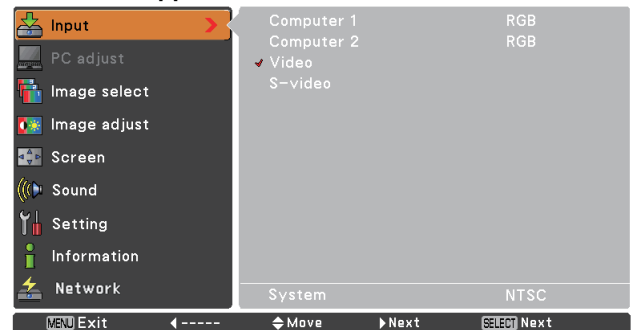 Input
PC adjust
Image select
Image adjust
Screen
Sound
Setting
Information
Network
Computer 1 RGB
Computer 2 RGB
Video
S-video
System NTSC
MENU Exit ----- Move Next SELECT Next